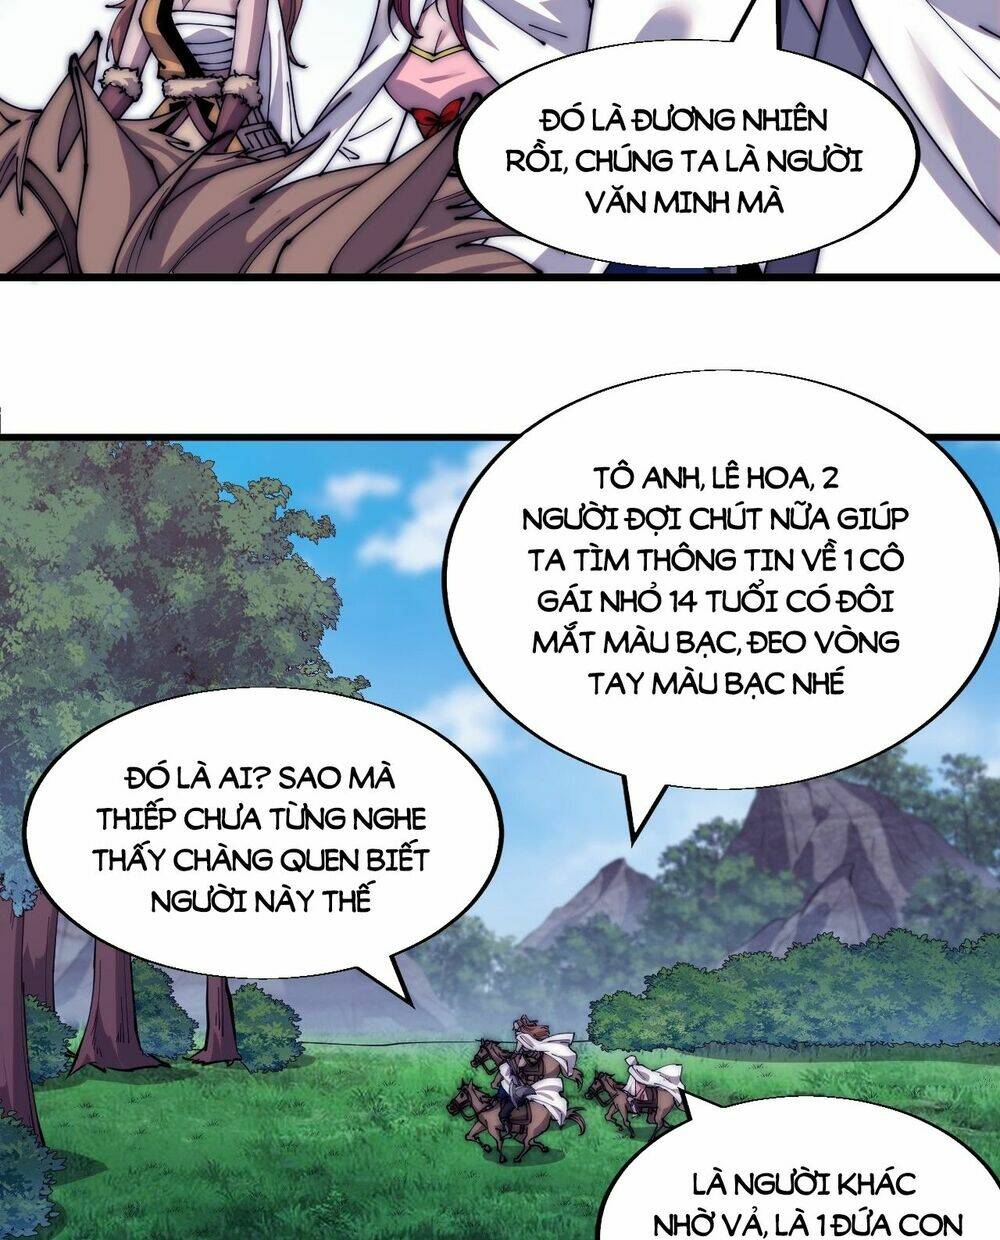 ĐÓ LÀ ĐƯƠNG NHIÊN
RỒI, CHÚNG TA LÀ NGƯỜI
VĂN MINH MÀ
TÔ ANH, LÊ HOA, 2
NGƯỜI ĐỢI CHÚT NỮA GIÚP
TA TÌM THÔNG TIN VỀ 1 CÔ
GÁI NHỎ 14 TUỔI CÓ ĐÔI
MẮT MÀU BẠC, ĐEO VÒNG
TAY MÀU BẠC NHÉ
ĐÓ LÀ AI? SAO MÀ
THIẾP CHƯA TỪNG NGHE
THẤY CHÀNG QUEN BIẾT
NGƯỜI NÀY THẾ
LÀ NGƯỜI KHÁC
NHỜ VẢ, LÀ 1 ĐỨA CON